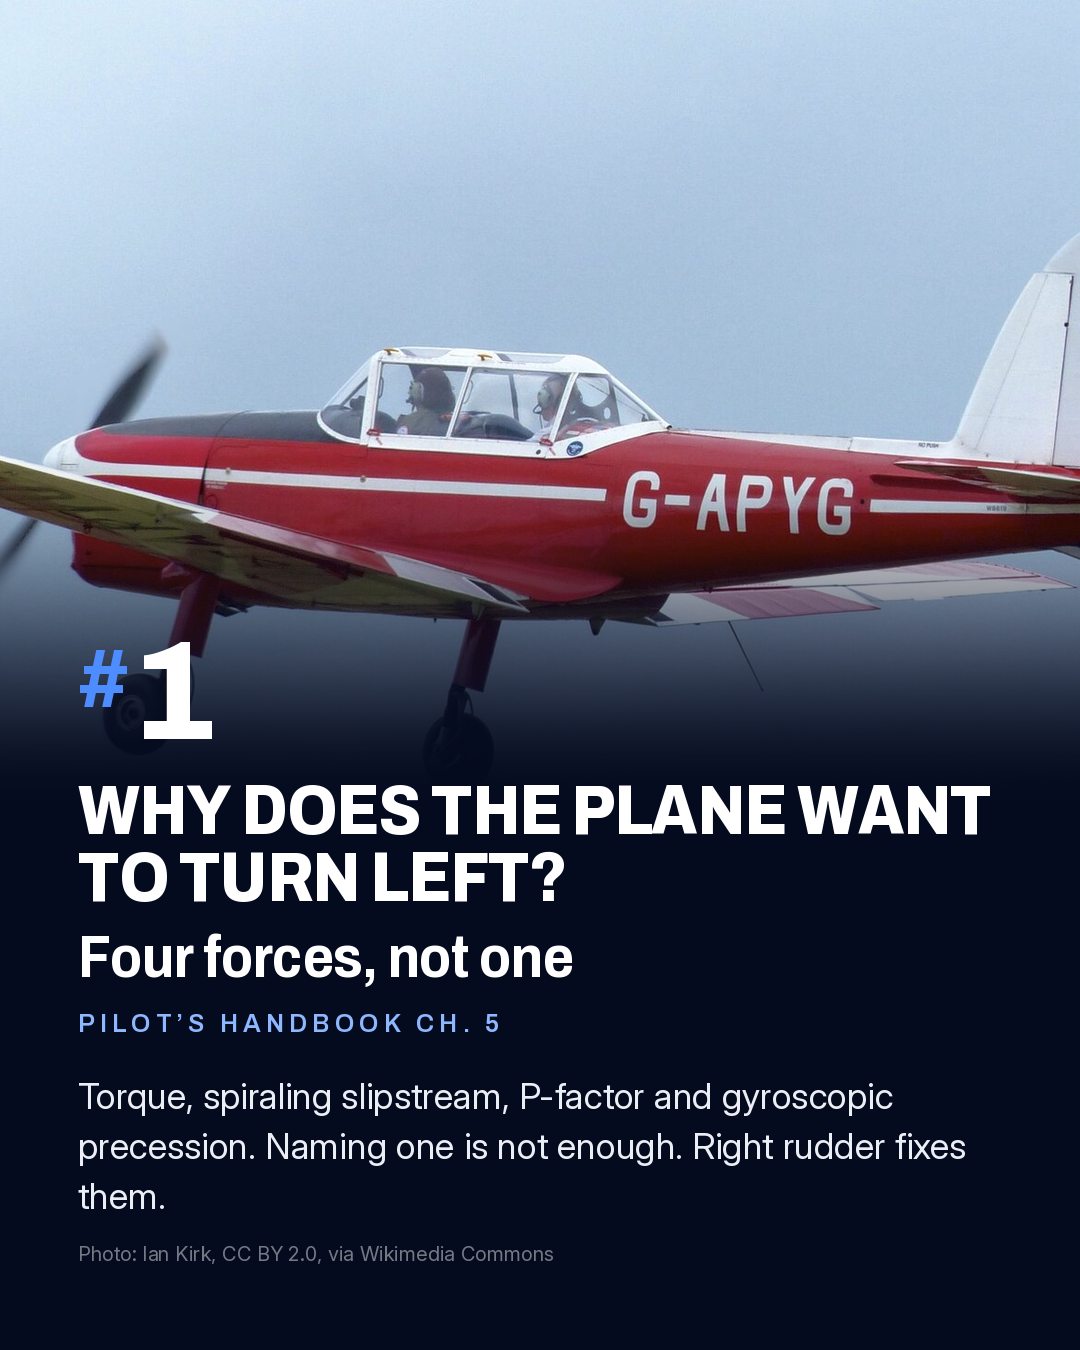 G-APYG
#1
WHY DOES THE PLANE WANT
TO TURN LEFT?
Four forces, not one
PILOT’S HANDBOOK CH. 5
Torque, spiraling slipstream, P-factor and gyroscopic
precession. Naming one is not enough. Right rudder fixes
them.
Photo: Ian Kirk, CC BY 2.0, via Wikimedia Commons